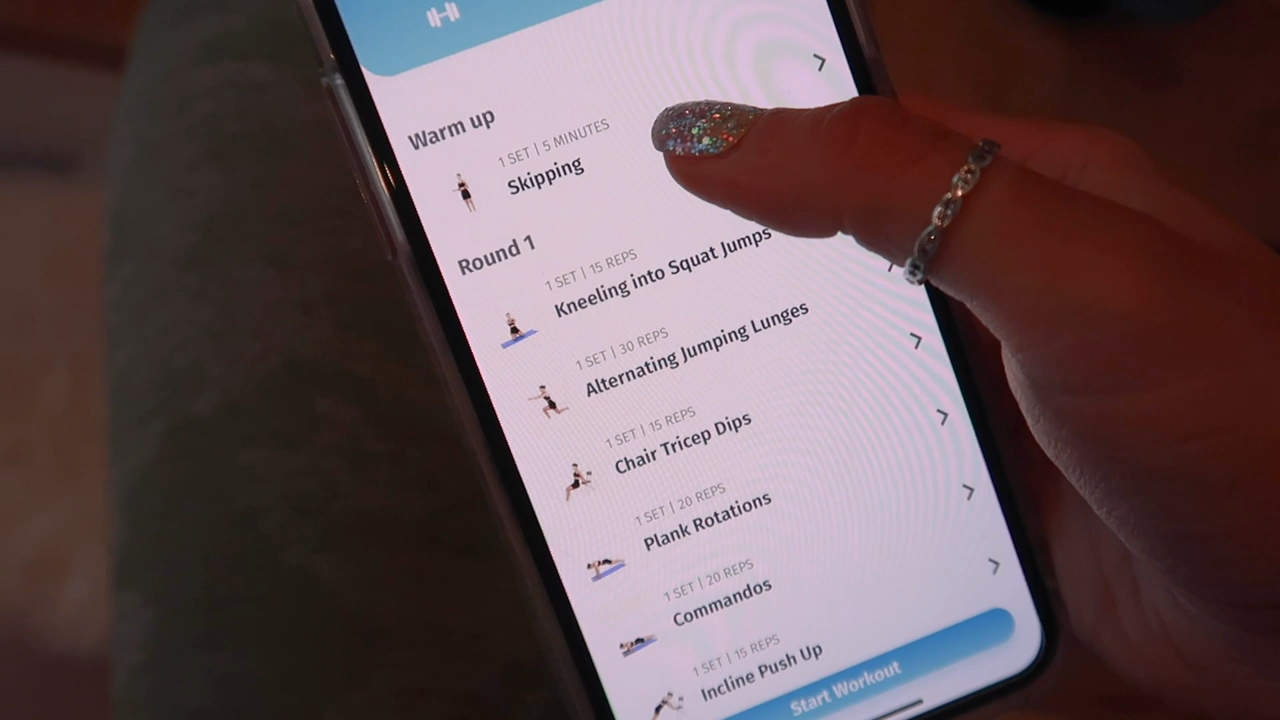 Warm up
1 SET | 5 MINUTES
Skipping
Round 1
1 SET | 15 REPS
Kneeling into Squat Jumps
1 SET | 30 REPS
Alternating Jumping Lunges
1 SET | 15 REPS
Chair Tricep Dips
1 SET | 20 REPS
Plank Rotations
1 SET | 20 REPS
Commandos
1 SET | 15 REPS
Incline Push Up
Start Workout